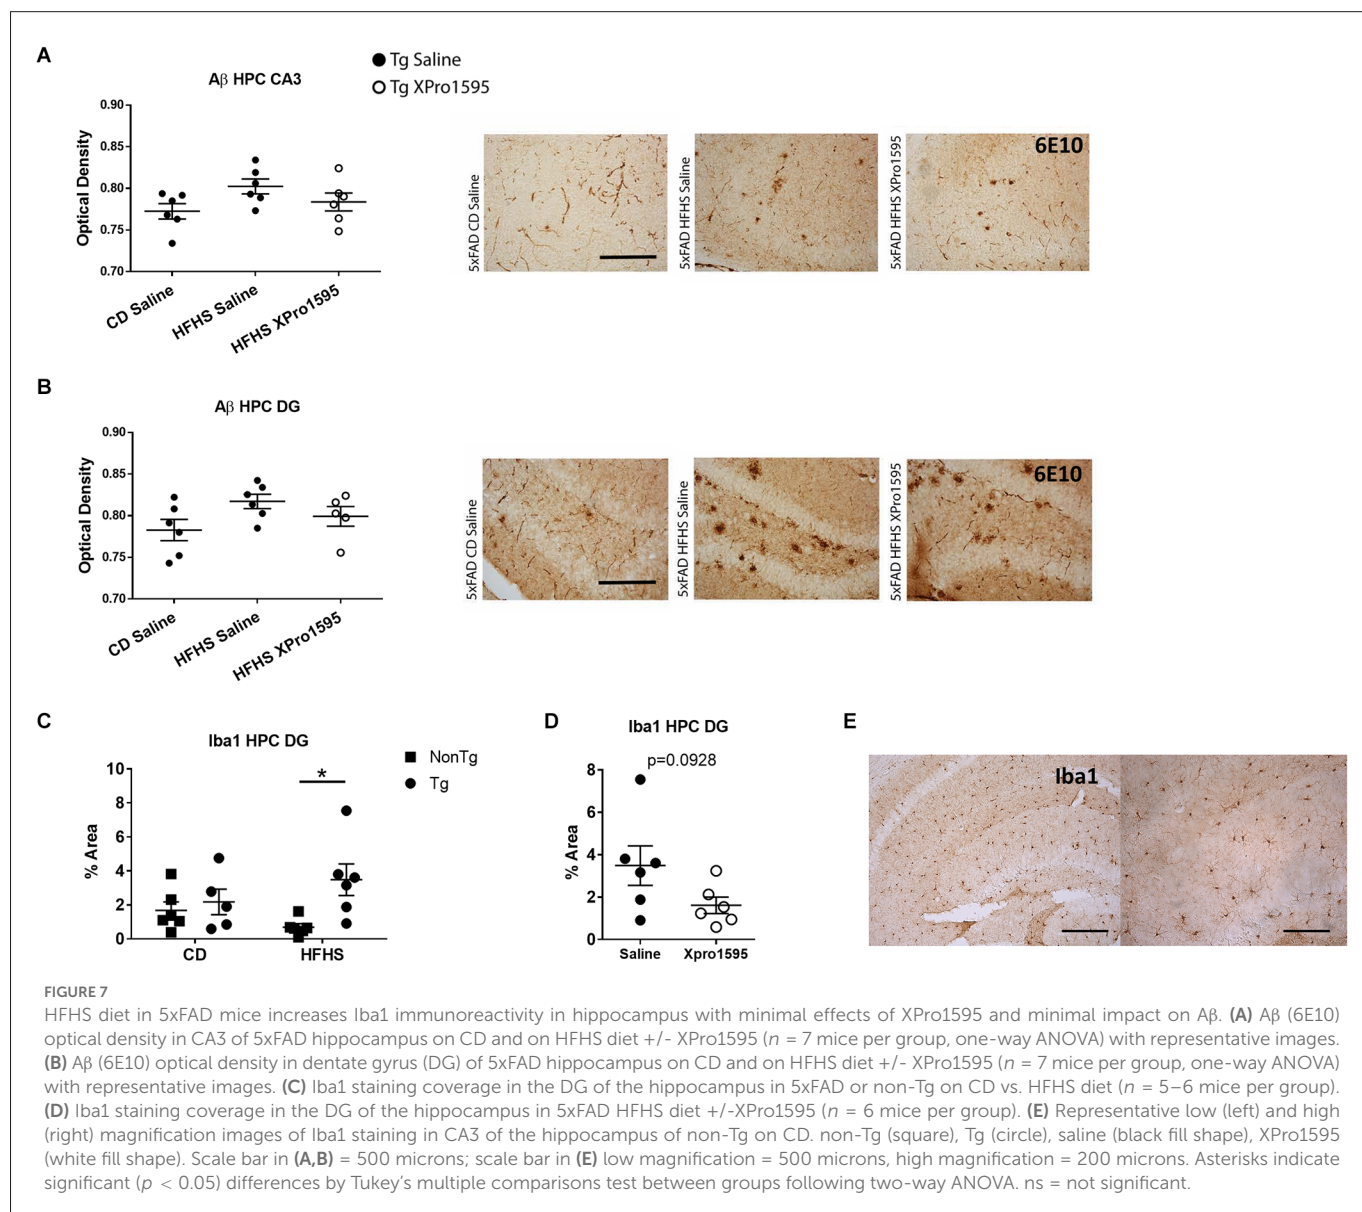 A
Aβ HPC CA3
Tg Saline
Tg XPro1595
0.90
0.85
0.80
0.75
0.70
Optical Density
CD Saline
HFHS Saline
HFHS XPro1595
5xFAD CD Saline
5xFAD HFHS Saline
5xFAD HFHS XPro1595
6E10
B
Aβ HPC DG
0.90
0.85
0.80
0.75
0.70
Optical Density
CD Saline
HFHS Saline
HFHS XPro1595
5xFAD CD Saline
5xFAD HFHS Saline
5xFAD HFHS XPro1595
6E10
C
Iba1 HPC DG
NonTg
Tg
*
10
8
6
4
2
0
% Area
CD
HFHS
D
Iba1 HPC DG
p=0.0928
8
6
4
2
0
% Area
Saline
Xpro1595
E
Iba1
FIGURE 7
HFHS diet in 5xFAD mice increases Iba1 immunoreactivity in hippocampus with minimal effects of XPro1595 and minimal impact on Aβ. (A) Aβ (6E10)
optical density in CA3 of 5xFAD hippocampus on CD and on HFHS diet +/- XPro1595 (n = 7 mice per group, one-way ANOVA) with representative images.
(B) Aβ (6E10) optical density in dentate gyrus (DG) of 5xFAD hippocampus on CD and on HFHS diet +/- XPro1595 (n = 7 mice per group, one-way ANOVA)
with representative images. (C) Iba1 staining coverage in the DG of the hippocampus in 5xFAD or non-Tg on CD vs. HFHS diet (n = 5–6 mice per group).
(D) Iba1 staining coverage in the DG of the hippocampus in 5xFAD HFHS diet +/-XPro1595 (n = 6 mice per group). (E) Representative low (left) and high
(right) magnification images of Iba1 staining in CA3 of the hippocampus of non-Tg on CD. non-Tg (square), Tg (circle), saline (black fill shape), XPro1595
(white fill shape). Scale bar in (A,B) = 500 microns; scale bar in (E) low magnification = 500 microns, high magnification = 200 microns. Asterisks indicate
significant (p < 0.05) differences by Tukey's multiple comparisons test between groups following two-way ANOVA. ns = not significant.